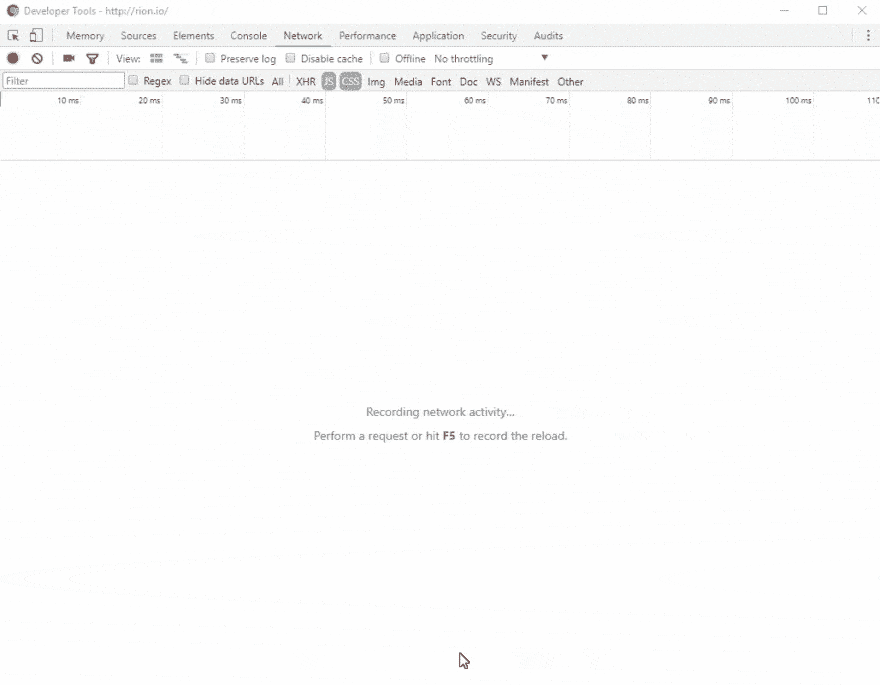 Developer Tools - http://rion.io/
Memory Sources Elements Console Network Performance Application Security Audits
View: Preserve log Disable cache Offline No throttling
Filter Regex Hide data URLs All XHR JS CSS Img Media Font Doc WS Manifest Other
10 ms 20 ms 30 ms 40 ms 50 ms 60 ms 70 ms 80 ms 90 ms 100 ms 110
Recording network activity...
Perform a request or hit F5 to record the reload.